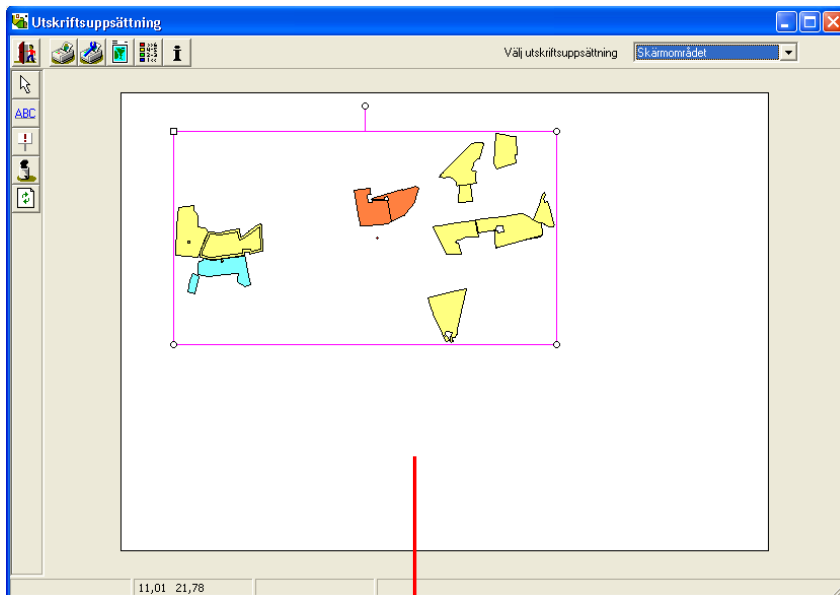 Utskriftsuppsättning
Välj utskriftsuppsättning Skärmområdet
ABC
11,01 21,78